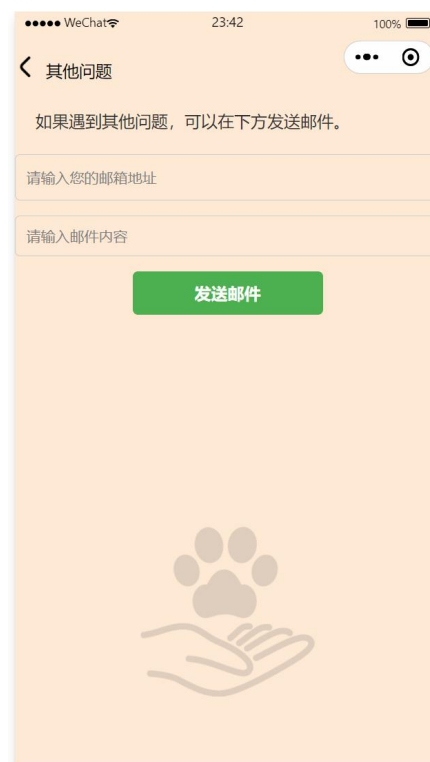 ●●●●● WeChat 23:42 100%
其他问题
如果遇到其他问题，可以在下方发送邮件。
请输入您的邮箱地址
请输入邮件内容
发送邮件